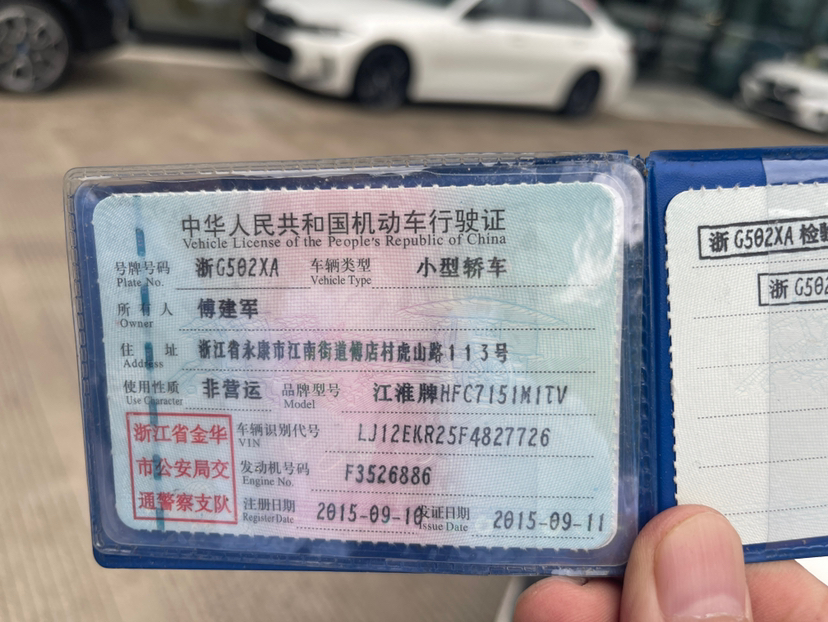 中华人民共和国机动车行驶证
Vehicle License of the People's Republic of China
号牌号码 浙G502XA 车辆类型 小型轿车
Plate No. Vehicle Type
所有人 傅建军
Owner
住址 浙江省永康市江南街道傅店村虎山路113号
Address
使用性质 非营运 品牌型号 江淮牌HFC7151M1TV
Use Character Model
浙江省金华
市公安局交
通警察支队
车辆识别代号 LJ12EKR25F4827726
VIN
发动机号码 F3526886
Engine No.
注册日期 2015-09-10 发证日期 2015-09-11
Register Date Issue Date
浙G502XA 检验
浙G502